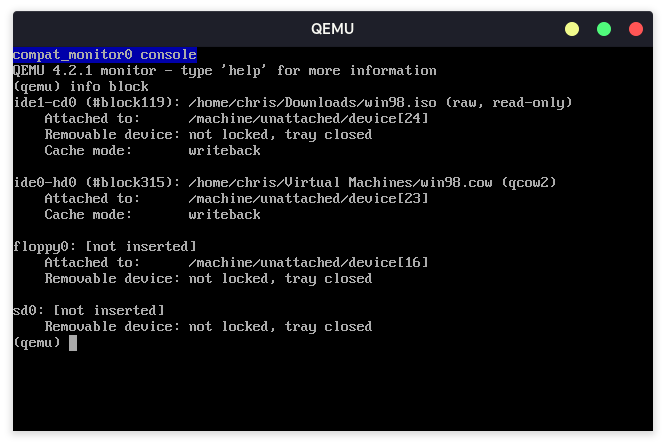 QEMU
compat_monitor0 console
QEMU 4.2.1 monitor - type 'help' for more information
(qemu) info block
ide1-cd0 (#block119): /home/chris/Downloads/win98.iso (raw, read-only)
    Attached to:      /machine/unattached/device[24]
    Removable device: not locked, tray closed
    Cache mode:       writeback

ide0-hd0 (#block315): /home/chris/Virtual Machines/win98.cow (qcow2)
    Attached to:      /machine/unattached/device[23]
    Cache mode:       writeback

floppy0: [not inserted]
    Attached to:      /machine/unattached/device[16]
    Removable device: not locked, tray closed

sd0: [not inserted]
    Removable device: not locked, tray closed
(qemu)